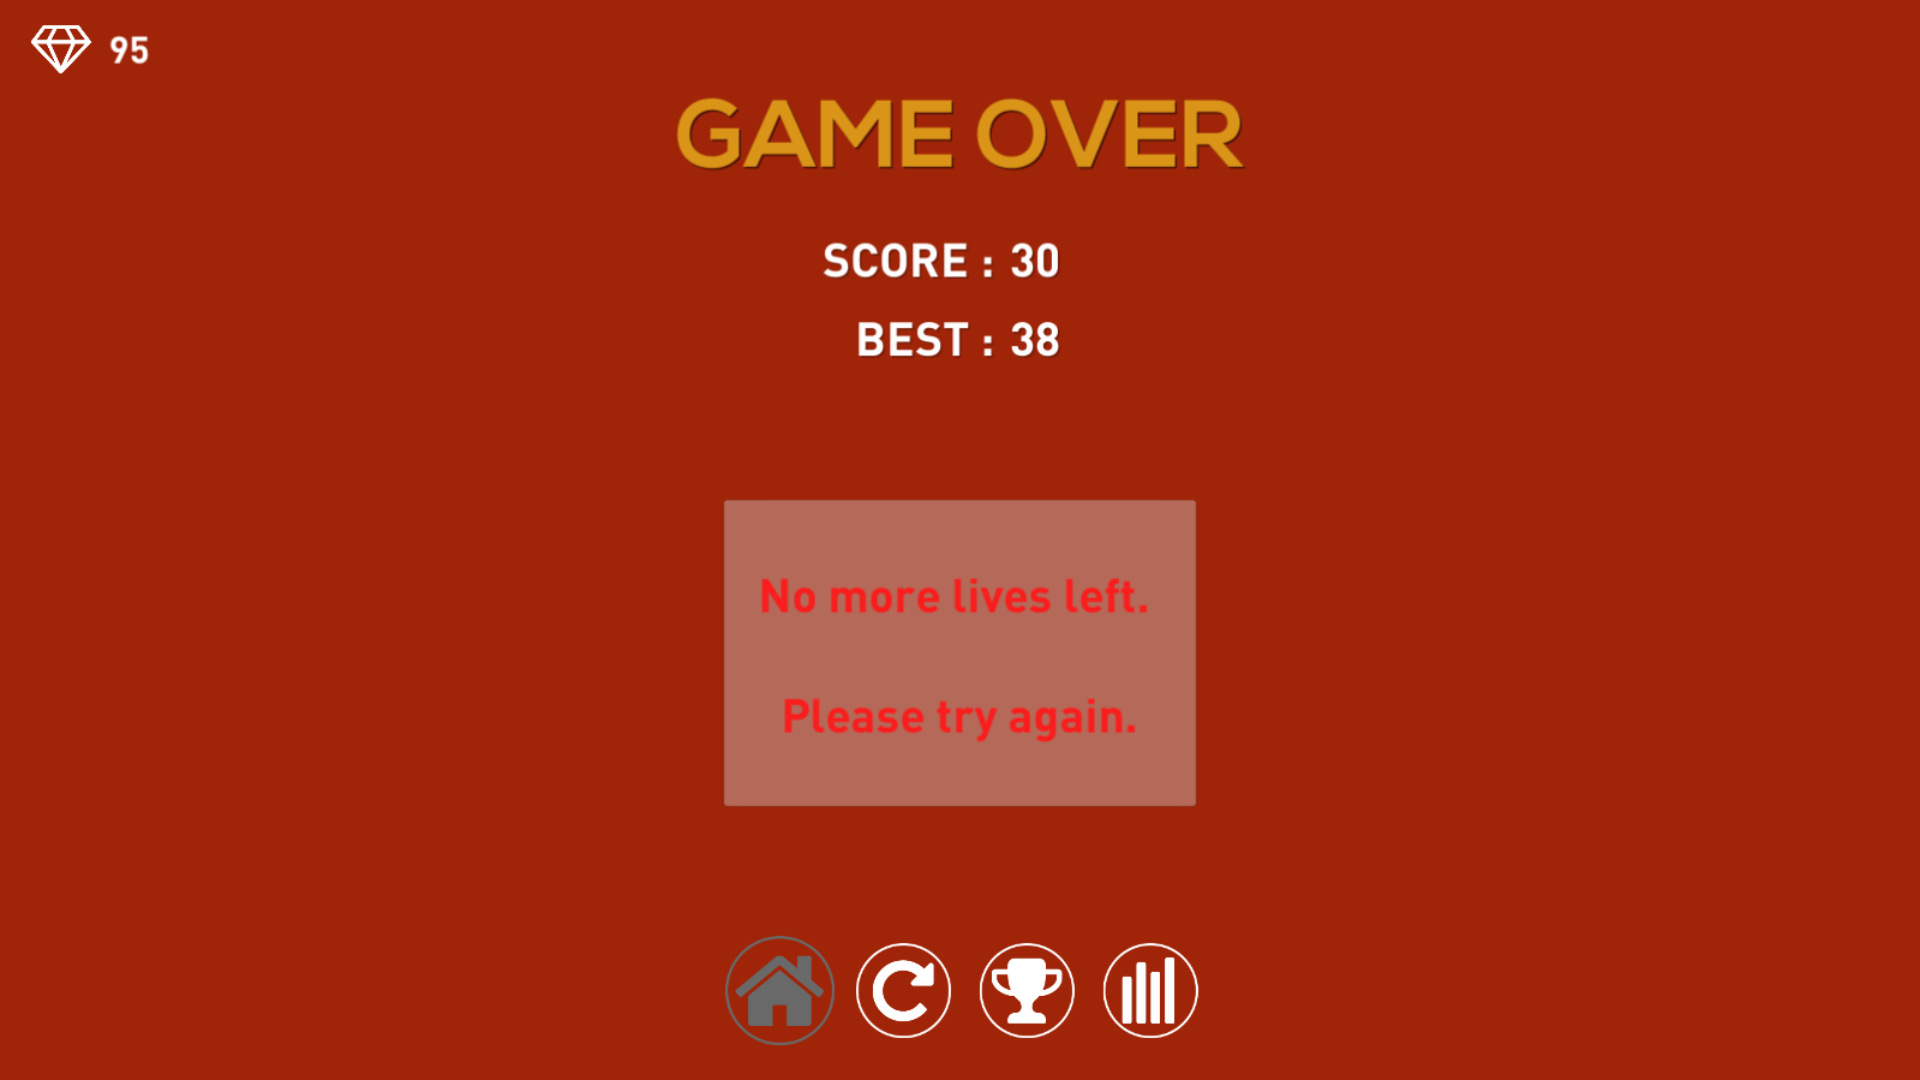 95
GAME OVER
SCORE : 30
BEST : 38
No more lives left.
Please try again.